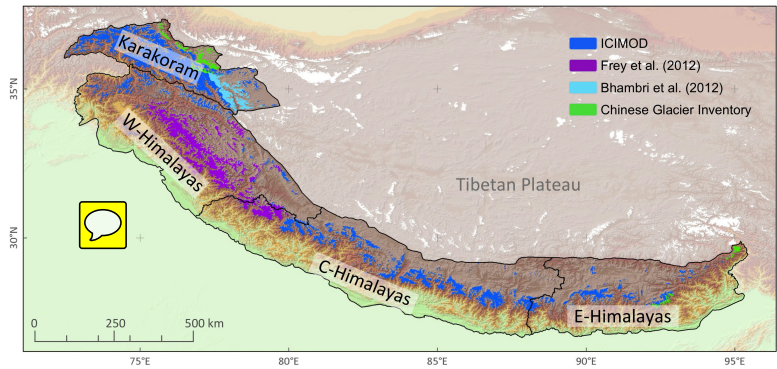 Karakoram
ICIMOD
Frey et al. (2012)
Bhambri et al. (2012)
Chinese Glacier Inventory
35°N
W-Himalayas
Tibetan Plateau
30°N
C-Himalayas
E-Himalayas
0 250 500 km
75°E 80°E 85°E 90°E 95°E